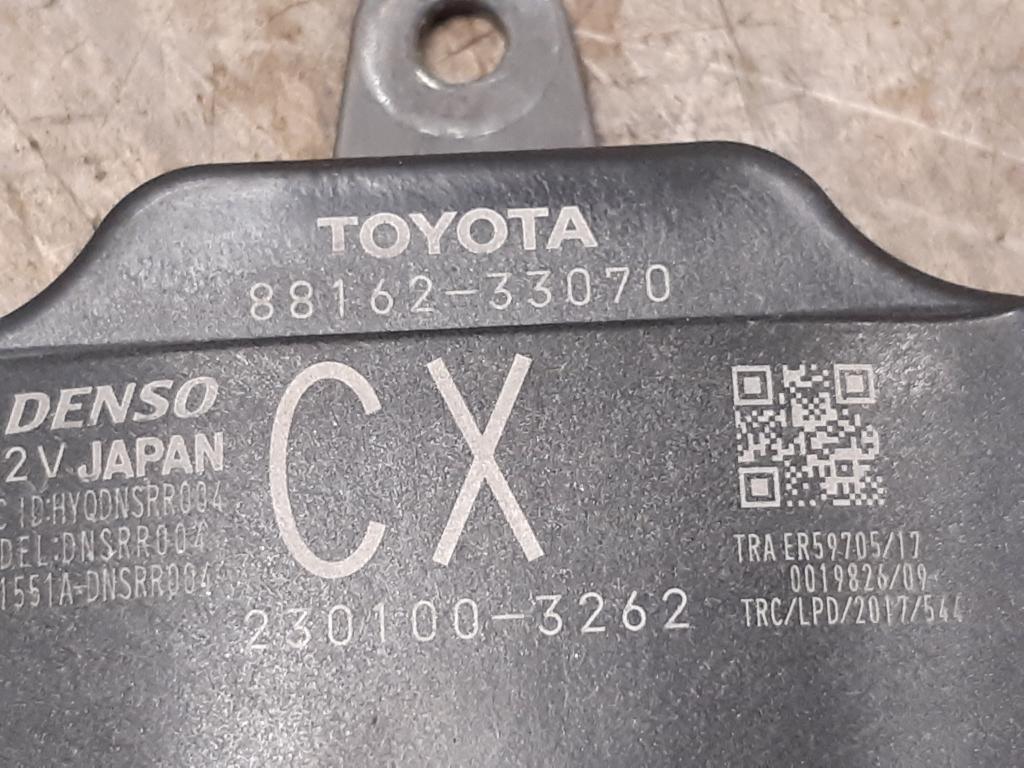 TOYOTA
88162-33070
DENSO
2V JAPAN
C ID:HYQDNSRR004
DEL:DNSRR004
1551A-DNSRR004
CX
230100-3262
TRA ER59705/17
0019826/09
TRC/LPD/2017/544